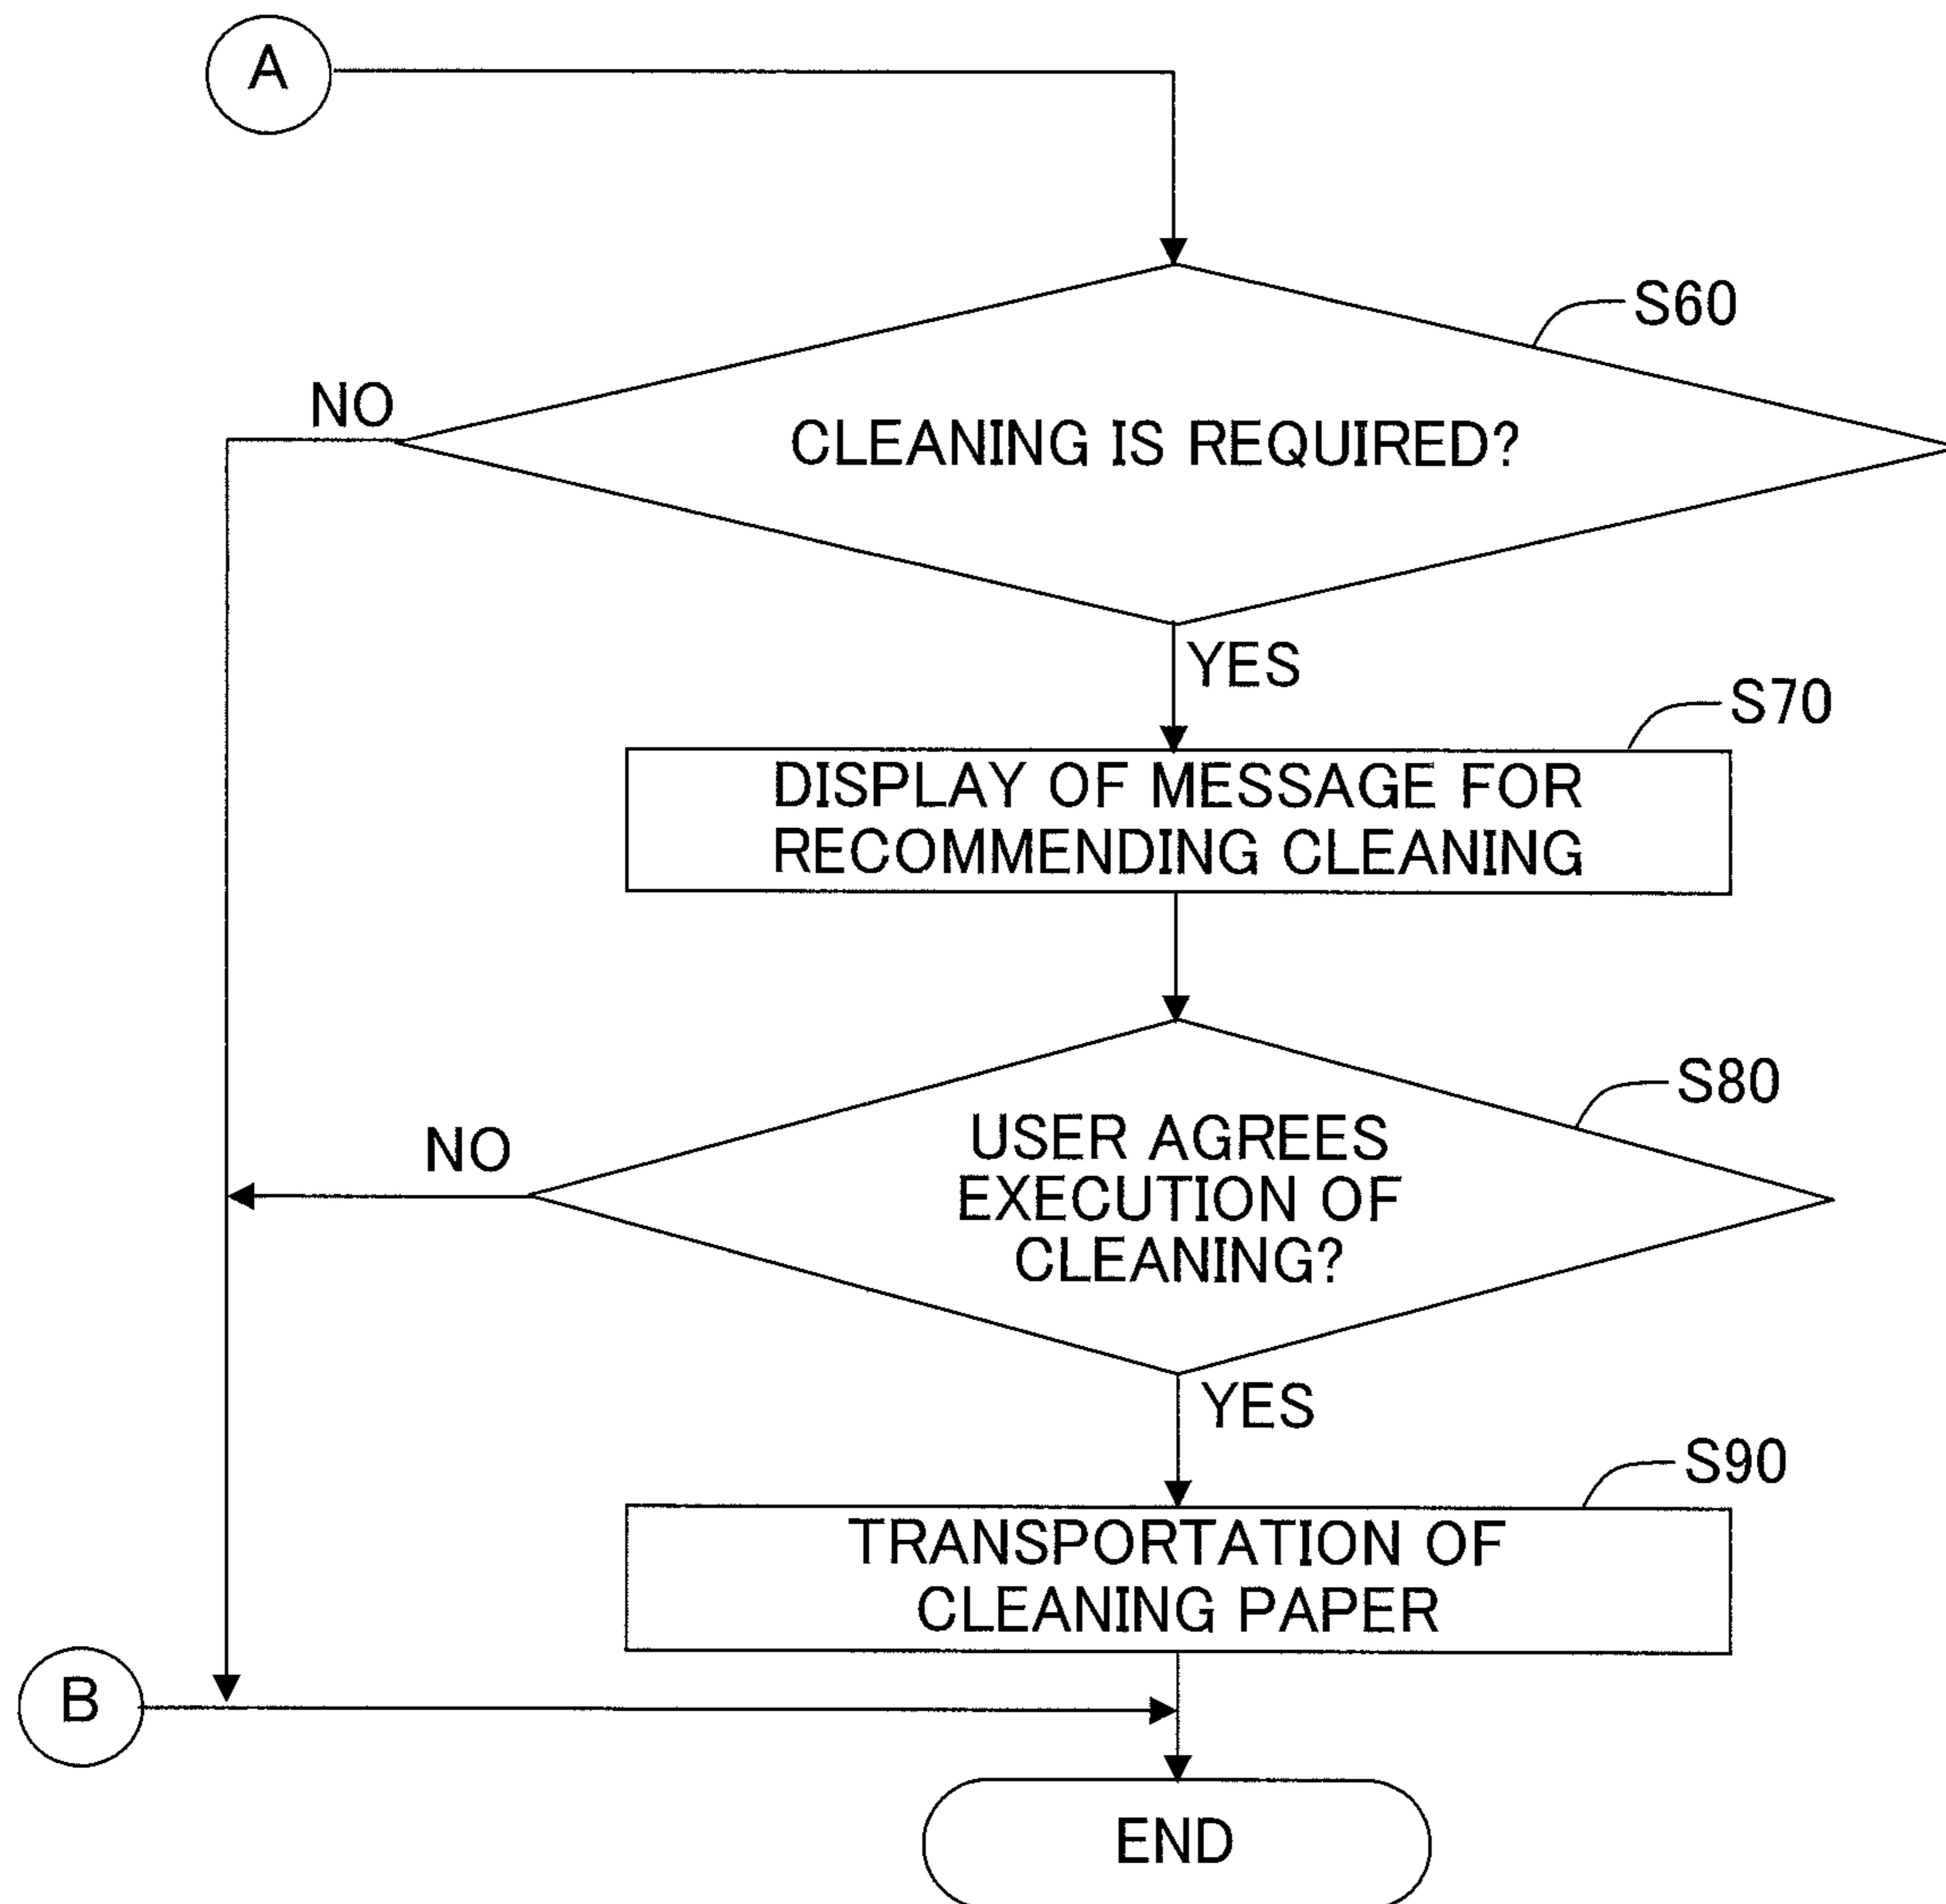 A
S60
NO
CLEANING IS REQUIRED?
YES
S70
DISPLAY OF MESSAGE FOR
RECOMMENDING CLEANING
S80
NO
USER AGREES
EXECUTION OF
CLEANING?
YES
S90
TRANSPORTATION OF
CLEANING PAPER
B
END